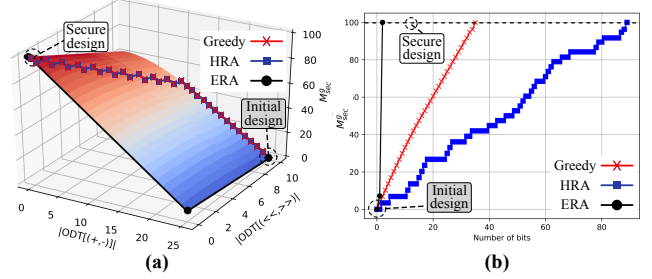 Secure
design
Greedy
HRA
ERA
Initial
design
100
80
60
40
20
0
M^g_sec
0
5
10
15
20
25
|ODT[(+,-)]|
0
2
4
6
8
10
|ODT[(<<,>>)]|
(a)
100
80
60
40
20
0
M^g_sec
Secure
design
Greedy
HRA
ERA
Initial
design
0
20
40
60
80
Number of bits
(b)